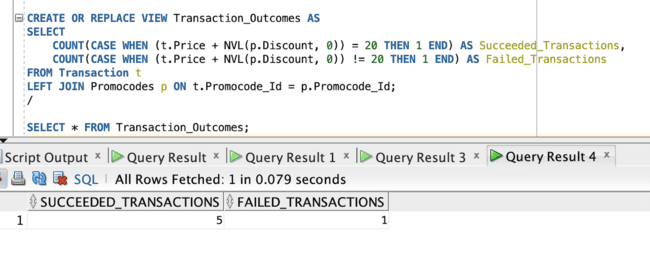 CREATE OR REPLACE VIEW Transaction_Outcomes AS
SELECT
COUNT(CASE WHEN (t.Price + NVL(p.Discount, 0)) = 20 THEN 1 END) AS Succeeded_Transactions,
COUNT(CASE WHEN (t.Price + NVL(p.Discount, 0)) != 20 THEN 1 END) AS Failed_Transactions
FROM Transaction t
LEFT JOIN Promocodes p ON t.Promocode_Id = p.Promocode_Id;
/
SELECT * FROM Transaction_Outcomes;
Script Output × Query Result × Query Result 1 × Query Result 3 × Query Result 4 ×
SQL | All Rows Fetched: 1 in 0.079 seconds
SUCCEEDED_TRANSACTIONS FAILED_TRANSACTIONS
1 5 1